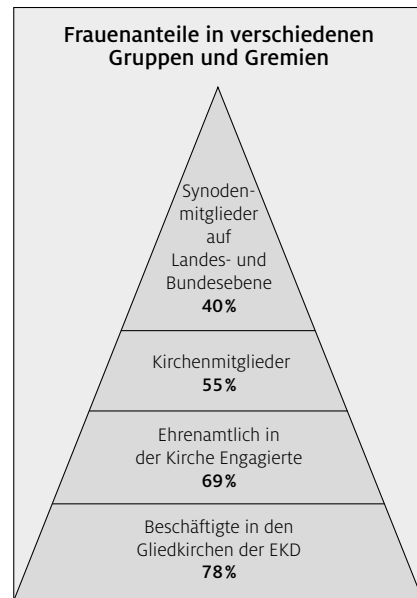 Frauenanteile in verschiedenen
Gruppen und Gremien
Synoden-
mitglieder
auf
Landes- und
Bundesebene
40%
Kirchenmitglieder
55%
Ehrenamtlich in
der Kirche Engagierte
69%
Beschäftigte in den
Gliedkirchen der EKD
78%